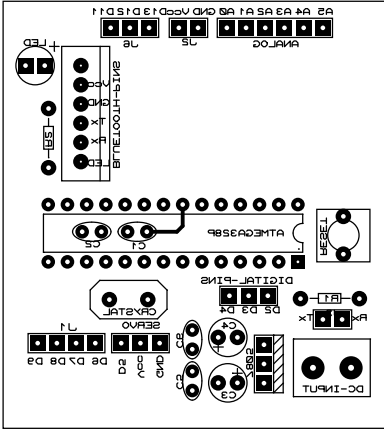 A5 A4 A3 A2 A1 A0
ANALOG
GND Vcc
J2
D13 D12 D11
J6
LED
+
BLUETOOTH-PINS
Vcc
GND
Tx
Rx
LED
R2
C1
C2
ATMEGA328P
RESET
DIGITAL-PINS
D2 D3 D4
CRYSTAL
SERVO
GND
Vcc
D5
J1
D6 D7 D8 D9
C6
C4
+
C5
C3
+
7805
R1
Rx
Tx
DC-INPUT